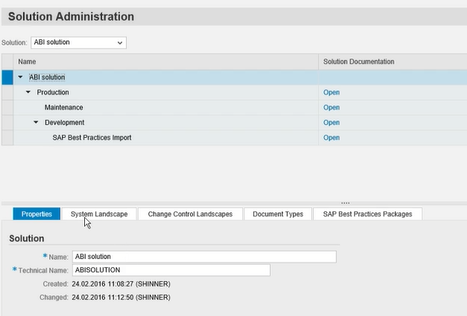 Solution Administration
Solution: ABI solution
Name Solution Documentation
ABI solution
Production Open
Maintenance Open
Development Open
SAP Best Practices Import Open
Properties System Landscape Change Control Landscapes Document Types SAP Best Practices Packages
Solution
* Name: ABI solution
* Technical Name: ABISOLUTION
Created: 24.02.2016 11:08:27 (SHINNER)
Changed: 24.02.2016 11:12:50 (SHINNER)